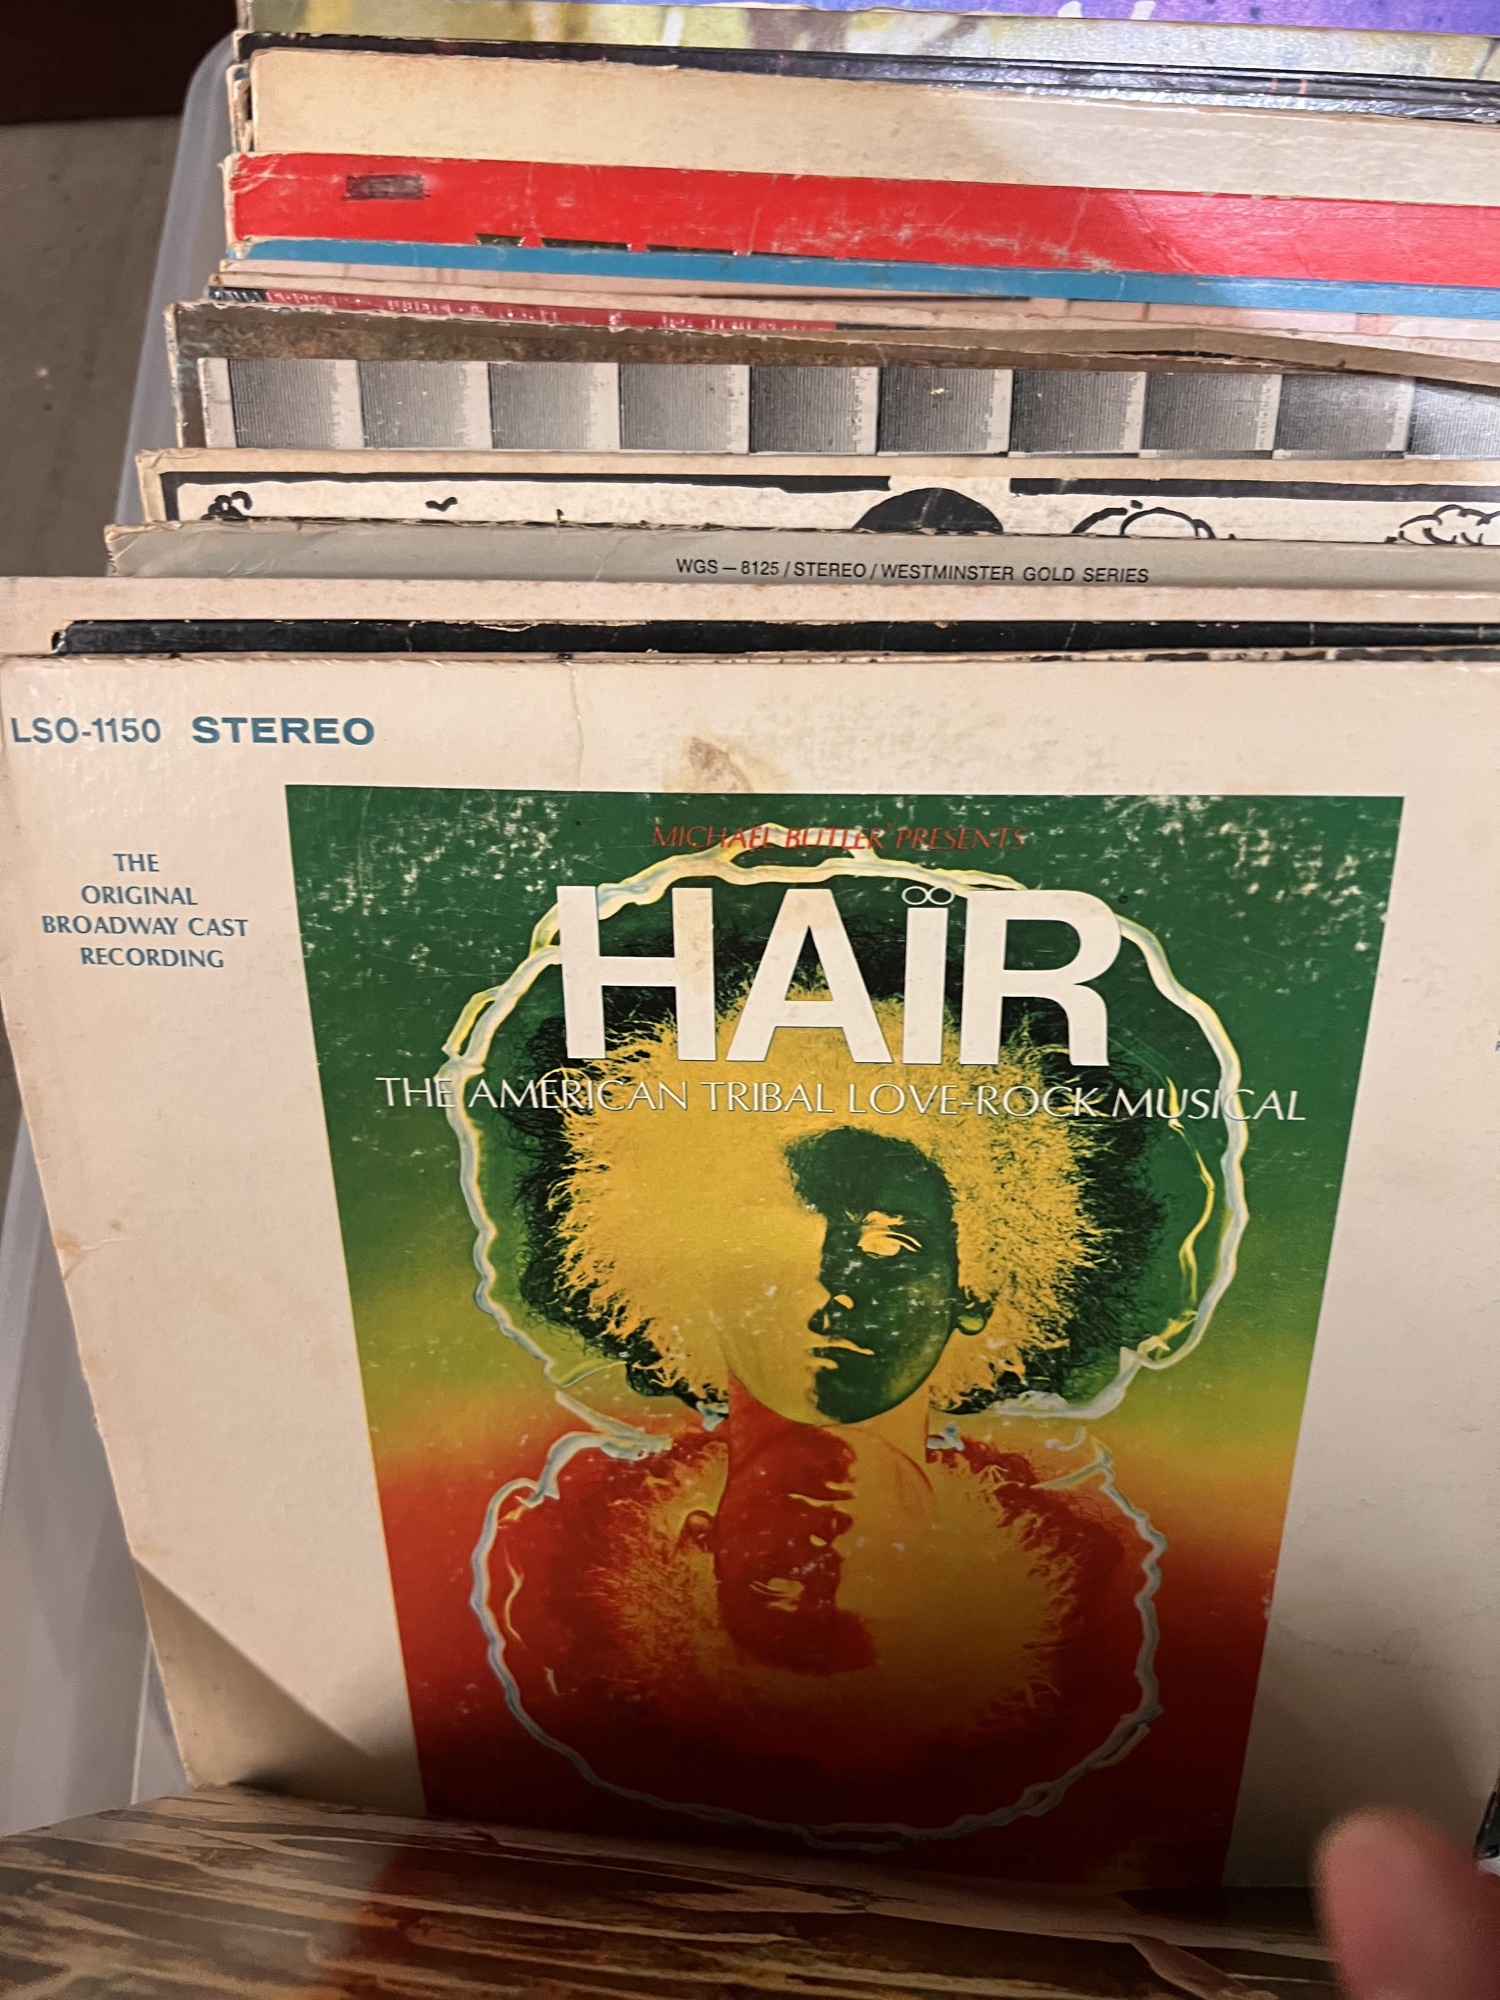 WGS – 8125 / STEREO / WESTMINSTER GOLD SERIES
LSO-1150 STEREO
THE
ORIGINAL
BROADWAY CAST
RECORDING
MICHAEL BUTLER PRESENTS
HAÏR
THE AMERICAN TRIBAL LOVE-ROCK MUSICAL